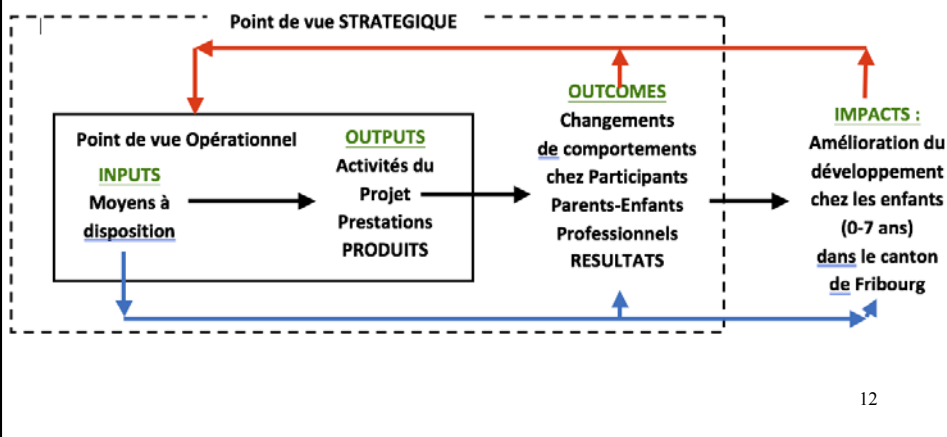 Point de vue STRATEGIQUE
Point de vue Opérationnel
INPUTS
Moyens à
disposition
OUTPUTS
Activités du
Projet
Prestations
PRODUITS
OUTCOMES
Changements
de comportements
chez Participants
Parents-Enfants
Professionnels
RESULTATS
IMPACTS :
Amélioration du
développement
chez les enfants
(0-7 ans)
dans le canton
de Fribourg
12